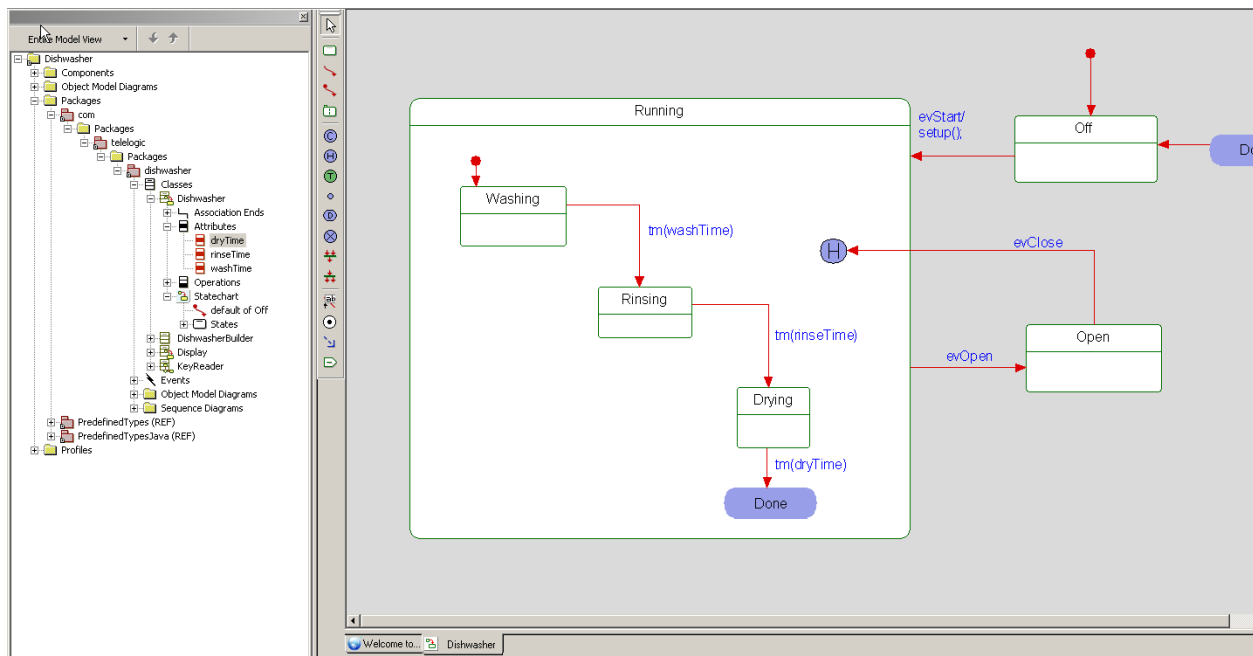 Entire Model View
Dishwasher
Components
Object Model Diagrams
Packages
com
Packages
telelogic
Packages
dishwasher
Classes
Dishwasher
Association Ends
Attributes
dryTime
rinseTime
washTime
Operations
Statechart
default of Off
States
DishwasherBuilder
Display
KeyReader
Events
Object Model Diagrams
Sequence Diagrams
PredefinedTypes (REF)
PredefinedTypesJava (REF)
Profiles
C
H
T
D
Running
evStart/
setup();
Off
Do
Washing
tm(washTime)
H
evClose
Rinsing
tm(rinseTime)
Open
evOpen
Drying
tm(dryTime)
Done
Welcome to...
Dishwasher